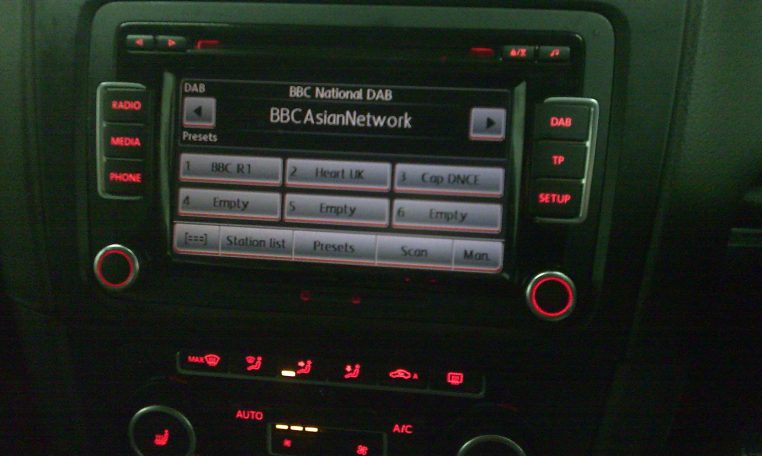 DAB
BBC National DAB
BBCAsianNetwork
Presets
1 BBC R1
2 Heart UK
3 Cap DNCE
4 Empty
5 Empty
6 Empty
[===] Station list Presets Scan Man.
RADIO
MEDIA
PHONE
DAB
TP
SETUP
MAX
A
AUTO
A/C